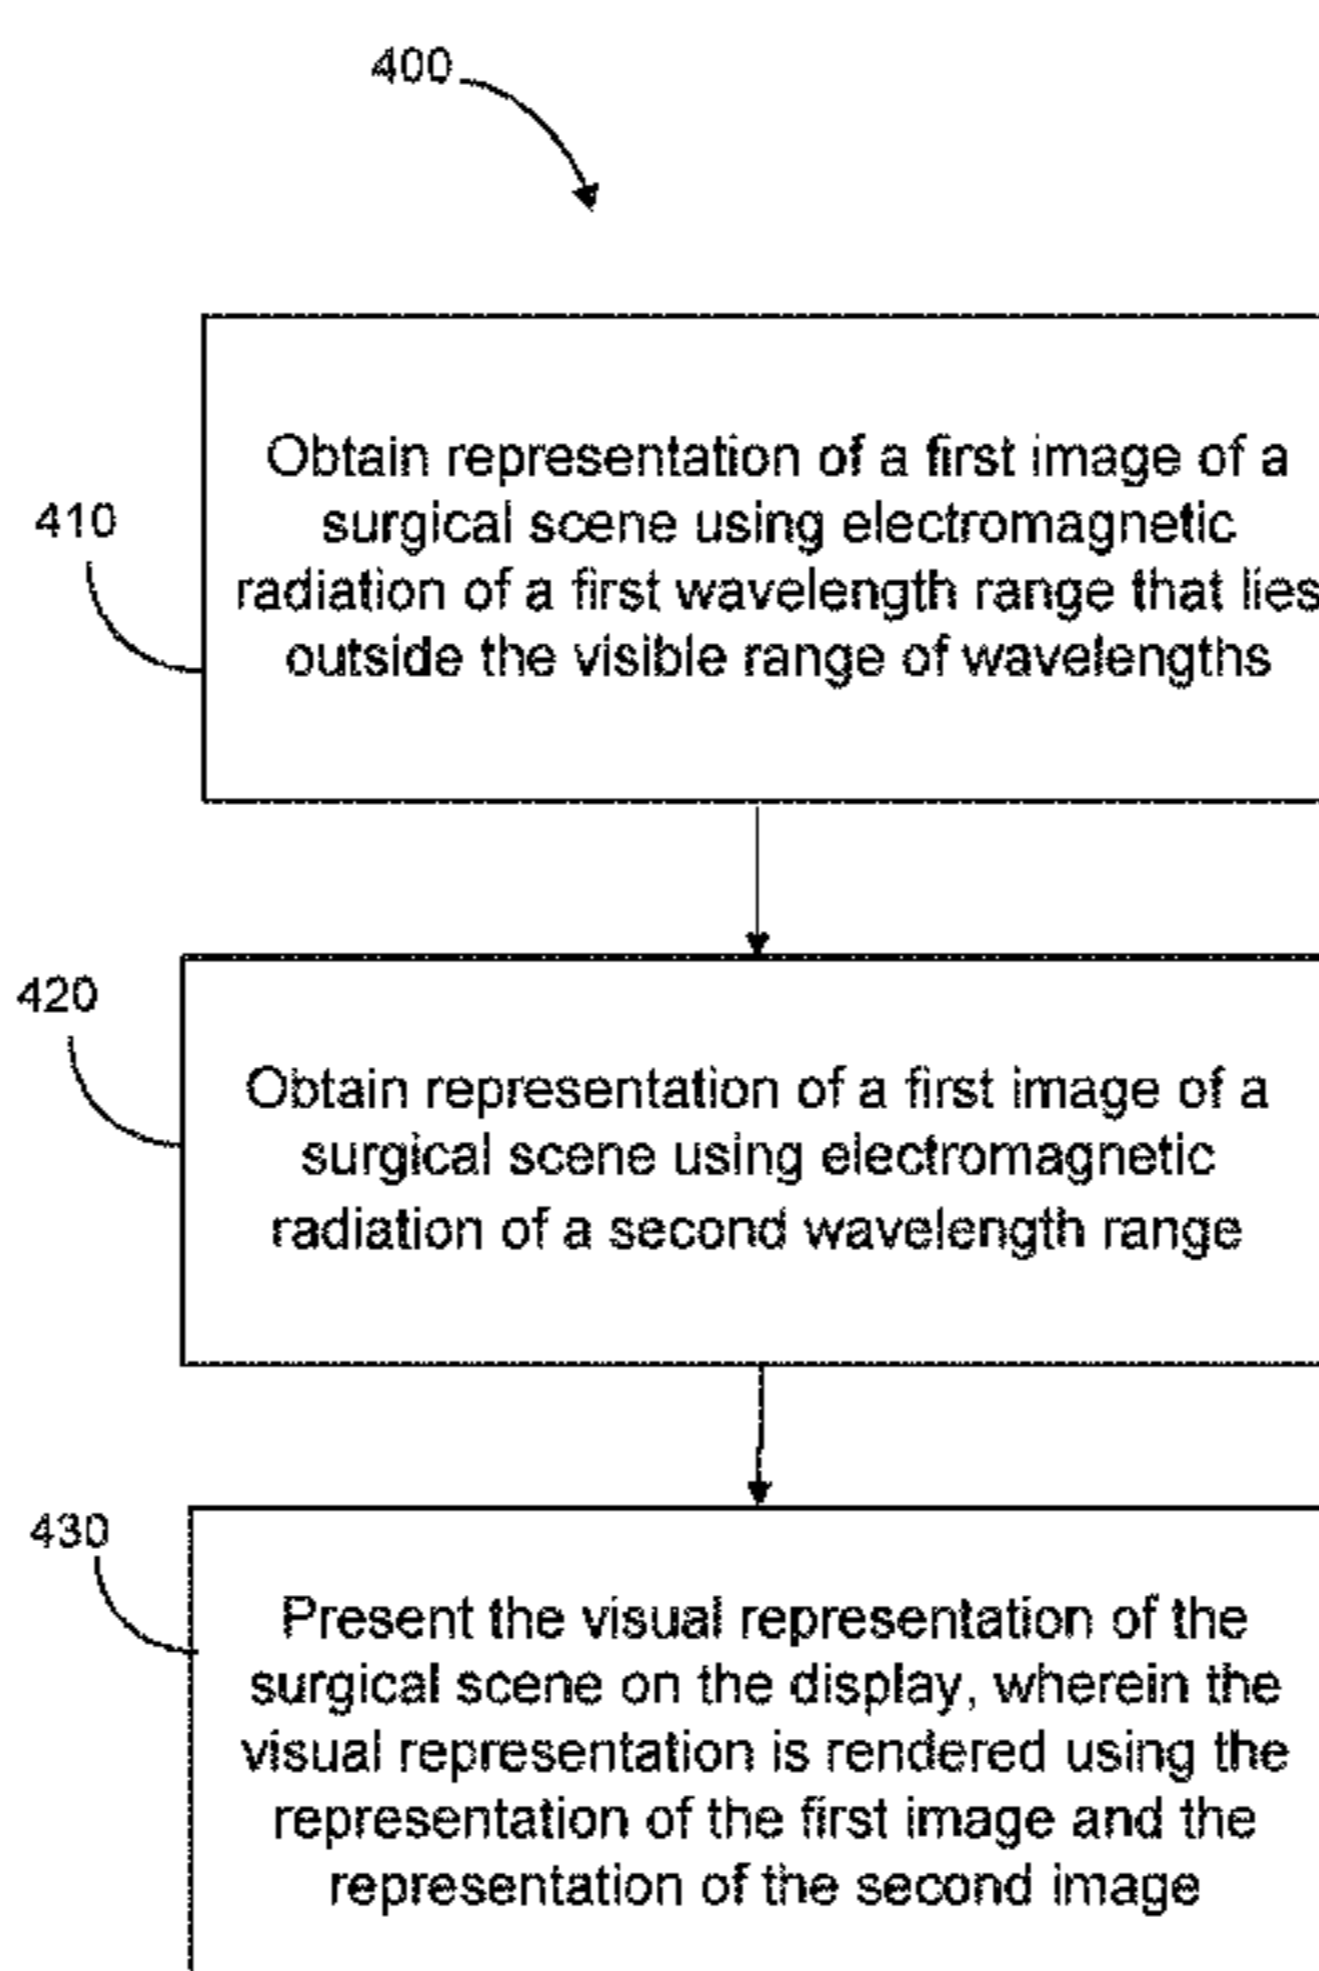 400
Obtain representation of a first image of a
surgical scene using electromagnetic
410
radiation of a first wavelength range that lies
outside the visible range of wavelengths
420
Obtain representation of a first image of a
surgical scene using electromagnetic
radiation of a second wavelength range
430
Present the visual representation of the
surgical scene on the display, wherein the
visual representation is rendered using the
representation of the first image and the
representation of the second image